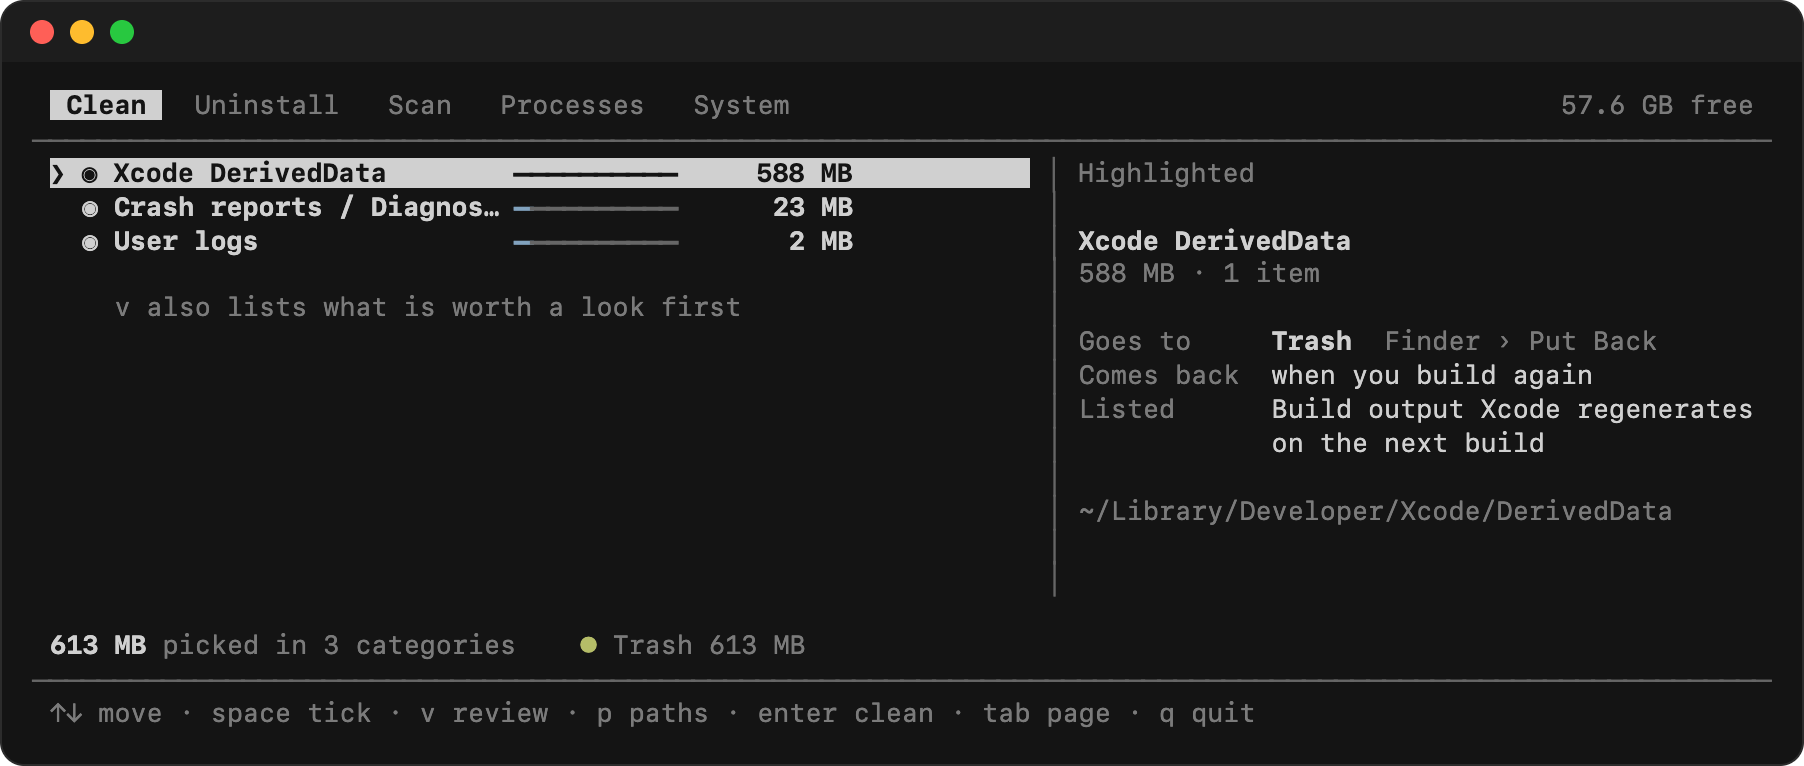 Clean Uninstall Scan Processes System 57.6 GB free
❯ ◉ Xcode DerivedData 588 MB
◉ Crash reports / Diagnos… 23 MB
◉ User logs 2 MB
v also lists what is worth a look first
Highlighted
Xcode DerivedData
588 MB · 1 item
Goes to Trash Finder › Put Back
Comes back when you build again
Listed Build output Xcode regenerates
on the next build
~/Library/Developer/Xcode/DerivedData
613 MB picked in 3 categories ● Trash 613 MB
↑↓ move · space tick · v review · p paths · enter clean · tab page · q quit